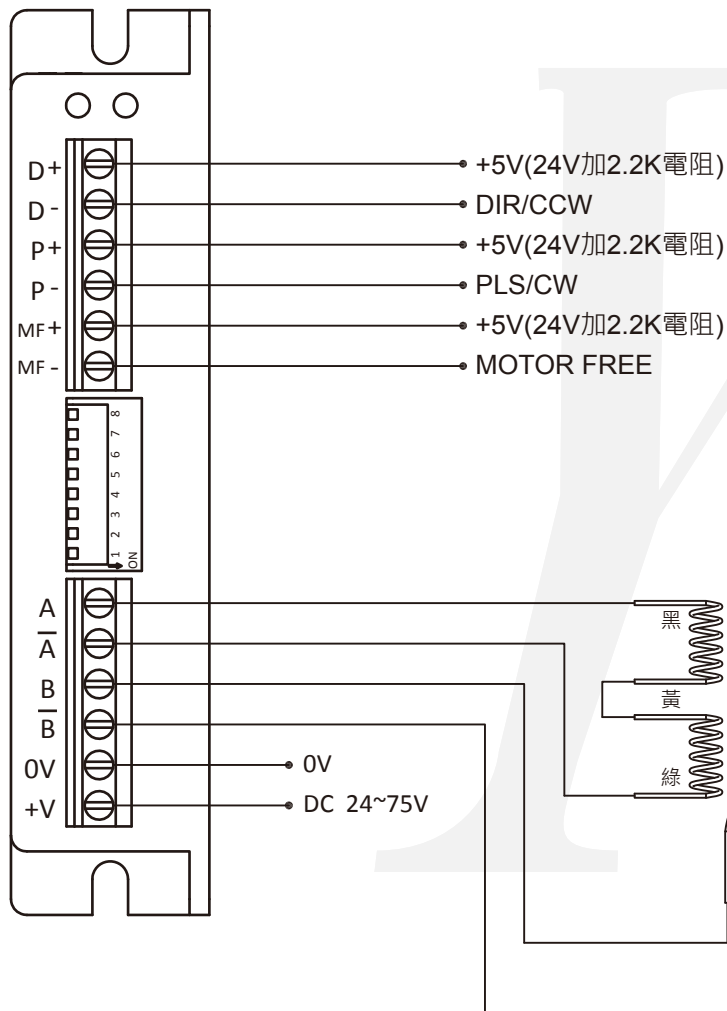 D+ +5V(24V加2.2K電阻)
D- DIR/CCW
P+ +5V(24V加2.2K電阻)
P- PLS/CW
MF+ +5V(24V加2.2K電阻)
MF- MOTOR FREE
8
7
6
5
4
3
2
1
ON
A
黑
A̅
B
黃
B̅
0V 0V
綠
+V DC 24~75V